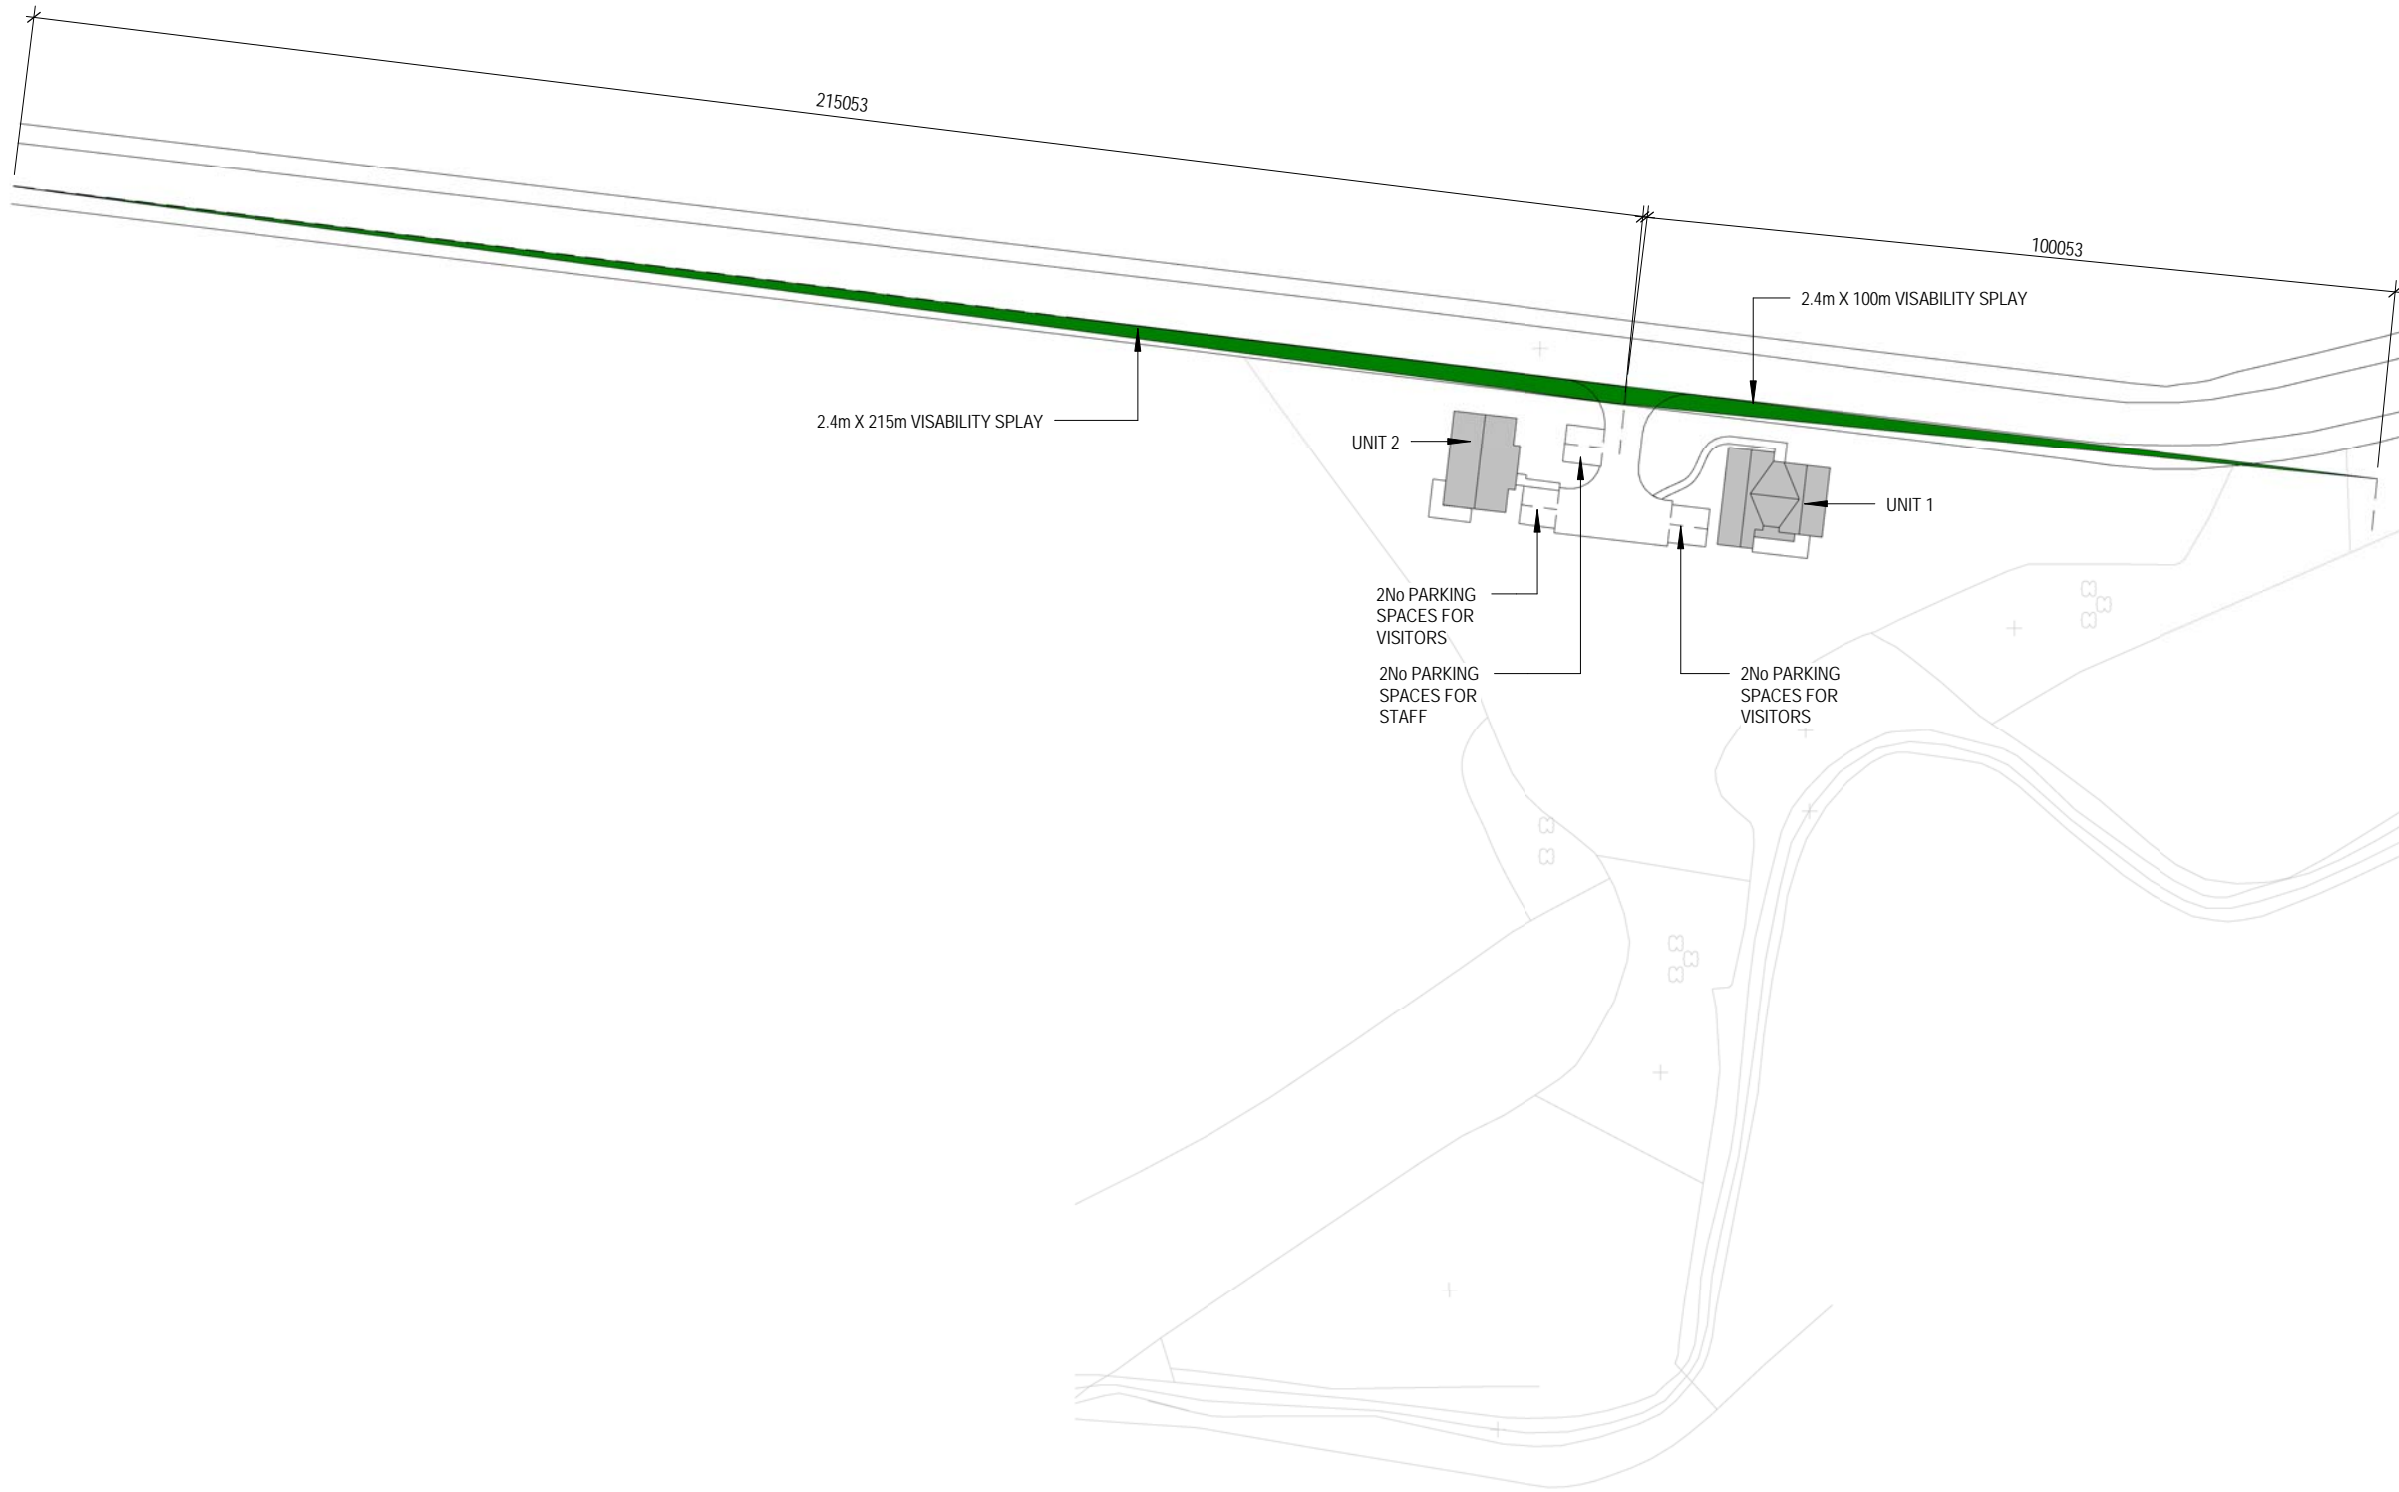 215053
100053
2.4m X 100m VISABILITY SPLAY
2.4m X 215m VISABILITY SPLAY
UNIT 2
UNIT 1
2No PARKING
SPACES FOR
VISITORS
2No PARKING
SPACES FOR
STAFF
2No PARKING
SPACES FOR
VISITORS